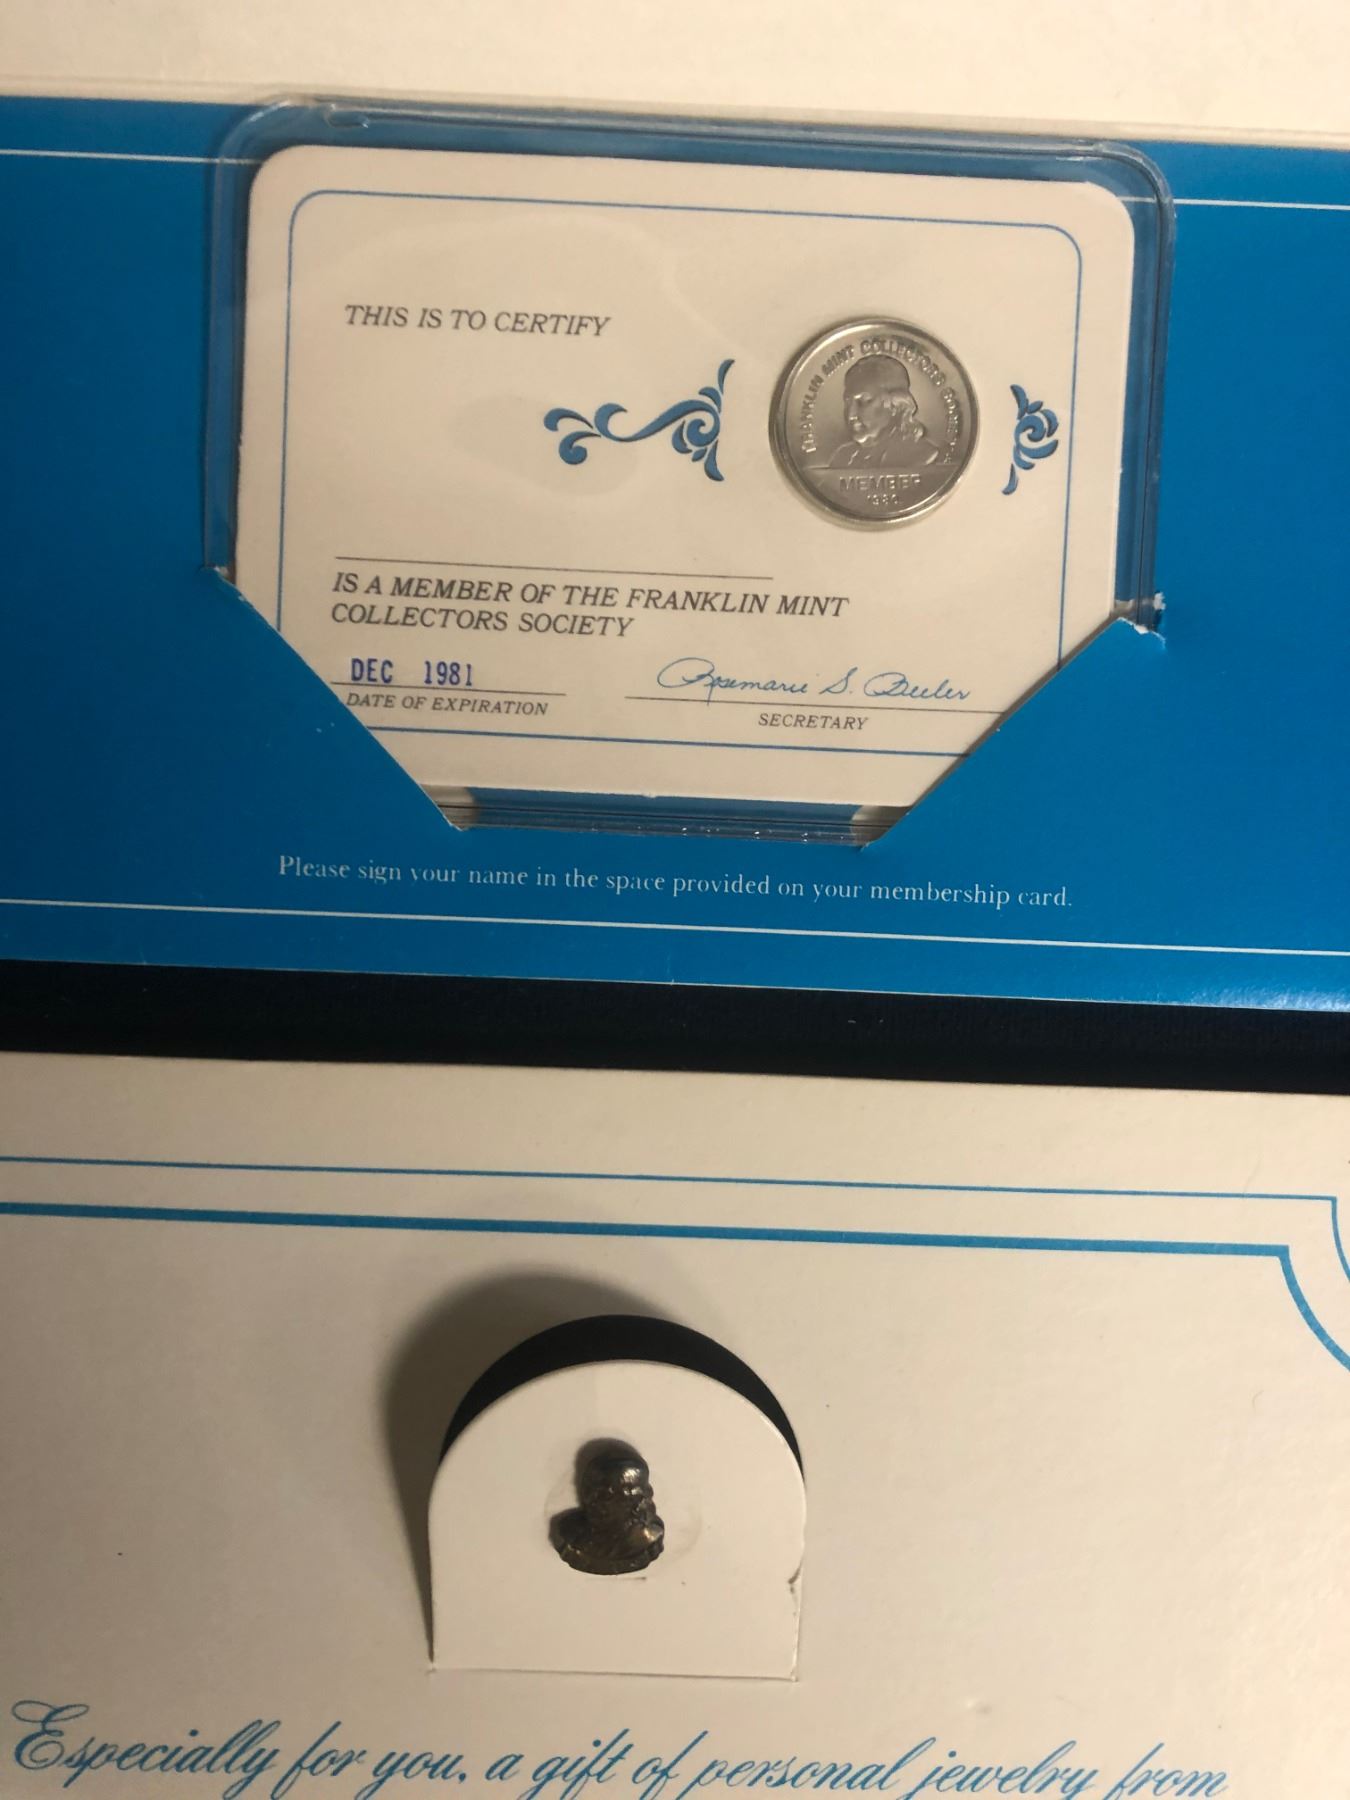 THIS IS TO CERTIFY
FRANKLIN MINT COLLECTORS SOCIETY
MEMBER
IS A MEMBER OF THE FRANKLIN MINT
COLLECTORS SOCIETY
DEC 1981
DATE OF EXPIRATION
Rosemarie S. Beeler
SECRETARY
Please sign your name in the space provided on your membership card.
Especially for you, a gift of personal jewelry from